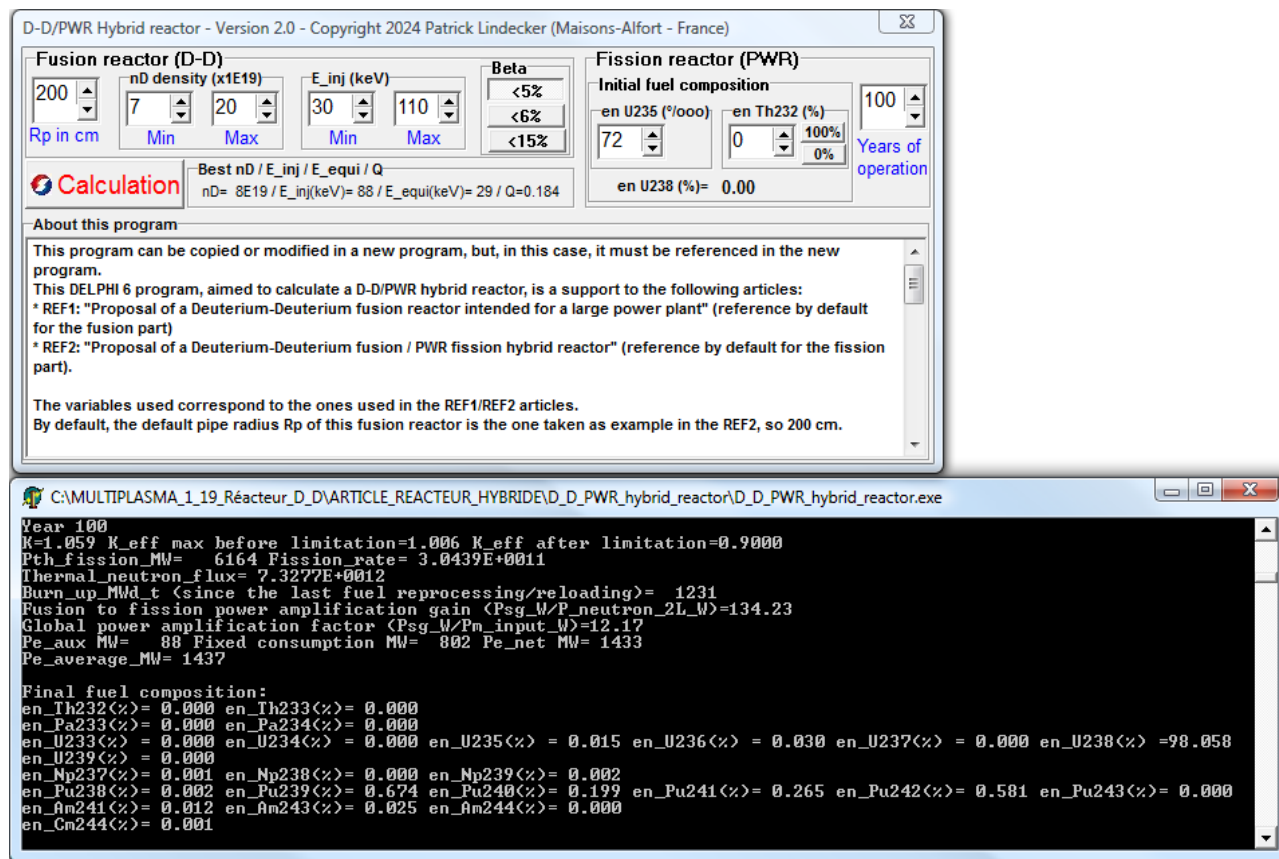 D-D/PWR Hybrid reactor - Version 2.0 - Copyright 2024 Patrick Lindecker (Maisons-Alfort - France)
Fusion reactor (D-D)
200
Rp in cm
nD density (x1E19)
7 20
Min Max
E_inj (keV)
30 110
Min Max
Beta
<5%
<6%
<15%
Fission reactor (PWR)
Initial fuel composition
en U235 (°/ooo)
72
en Th232 (%)
0
100%
0%
en U238 (%)= 0.00
100
Years of
operation
Calculation
Best nD / E_inj / E_equi / Q
nD= 8E19 / E_inj(keV)= 88 / E_equi(keV)= 29 / Q=0.184
About this program
This program can be copied or modified in a new program, but, in this case, it must be referenced in the new
program.
This DELPHI 6 program, aimed to calculate a D-D/PWR hybrid reactor, is a support to the following articles:
* REF1: "Proposal of a Deuterium-Deuterium fusion reactor intended for a large power plant" (reference by default
for the fusion part)
* REF2: "Proposal of a Deuterium-Deuterium fusion / PWR fission hybrid reactor" (reference by default for the fission
part).
The variables used correspond to the ones used in the REF1/REF2 articles.
By default, the default pipe radius Rp of this fusion reactor is the one taken as example in the REF2, so 200 cm.
C:\MULTIPLASMA_1_19_Réacteur_D_D\ARTICLE_REACTEUR_HYBRIDE\D_D_PWR_hybrid_reactor\D_D_PWR_hybrid_reactor.exe
Year 100
K=1.059 K_eff max before limitation=1.006 K_eff after limitation=0.9000
Pth_fission_MW= 6164 Fission_rate= 3.0439E+0011
Thermal_neutron_flux= 7.3277E+0012
Burn_up_MWd_t (since the last fuel reprocessing/reloading)= 1231
Fusion to fission power amplification gain (Psg_W/P_neutron_2L_W)=134.23
Global power amplification factor (Psg_W/Pm_input_W)=12.17
Pe_aux MW= 88 Fixed consumption MW= 802 Pe_net MW= 1433
Pe_average_MW= 1437
Final fuel composition:
en_Th232(%)= 0.000 en_Th233(%)= 0.000
en_Pa233(%)= 0.000 en_Pa234(%)= 0.000
en_U233(%) = 0.000 en_U234(%) = 0.000 en_U235(%) = 0.015 en_U236(%) = 0.030 en_U237(%) = 0.000 en_U238(%) =98.058
en_U239(%) = 0.000
en_Np237(%)= 0.001 en_Np238(%)= 0.000 en_Np239(%)= 0.002
en_Pu238(%)= 0.002 en_Pu239(%)= 0.674 en_Pu240(%)= 0.199 en_Pu241(%)= 0.265 en_Pu242(%)= 0.581 en_Pu243(%)= 0.000
en_Am241(%)= 0.012 en_Am243(%)= 0.025 en_Am244(%)= 0.000
en_Cm244(%)= 0.001